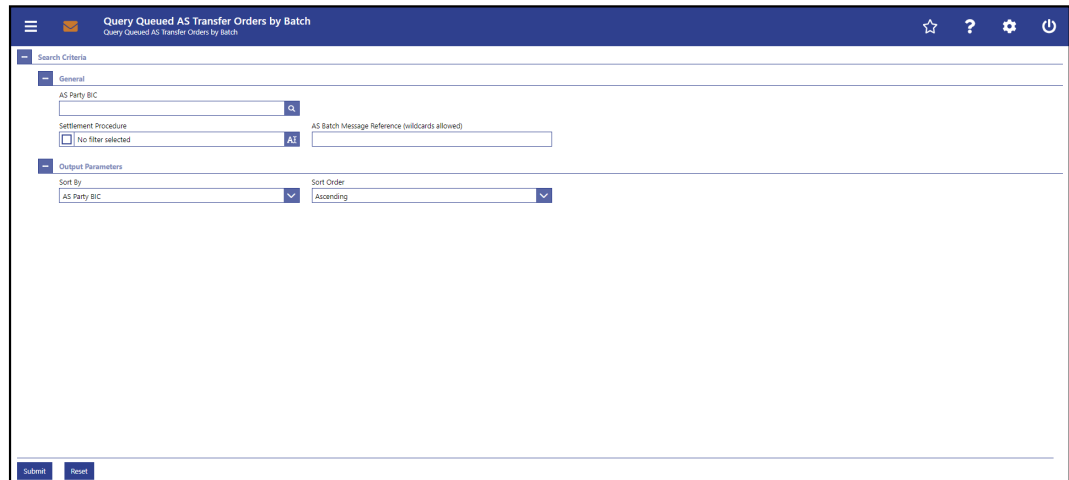 Query Queued AS Transfer Orders by Batch
Query Queued AS Transfer Orders by Batch
Search Criteria
General
AS Party BIC
Settlement Procedure
AS Batch Message Reference (wildcards allowed)
No filter selected
Output Parameters
Sort By
Sort Order
AS Party BIC
Ascending
Submit
Reset